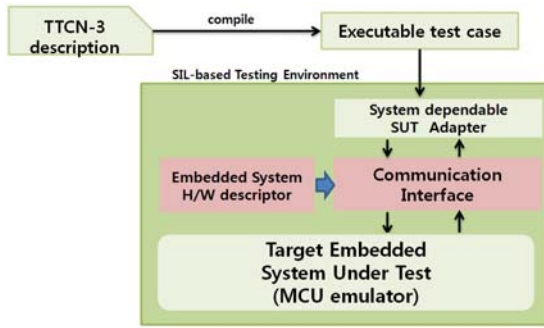 TTCN-3
description
compile
Executable test case
SIL-based Testing Environment
System dependable
SUT Adapter
Embedded System
H/W descriptor
Communication
Interface
Target Embedded
System Under Test
(MCU emulator)